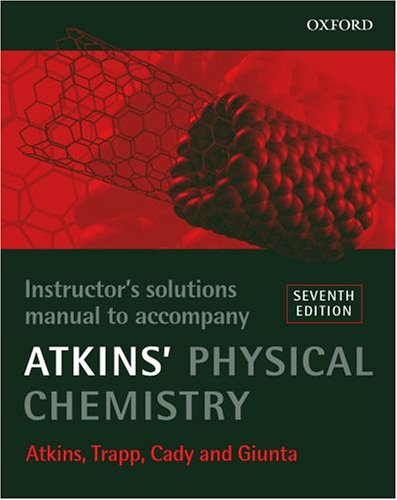 OXFORD
Instructor's solutions
manual to accompany
SEVENTH
EDITION
ATKINS' PHYSICAL
CHEMISTRY
Atkins, Trapp, Cady and Giunta